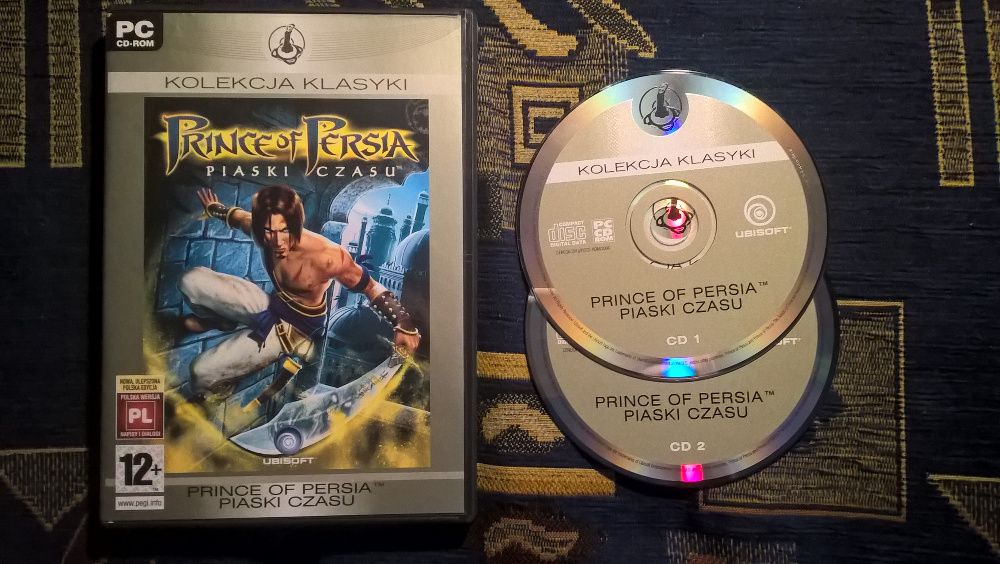 PC
CD-ROM
KOLEKCJA KLASYKI
PRINCE OF PERSIA
PIASKI CZASU™
NOWA, ULEPSZONA
POLSKA EDYCJA
POLSKA WERSJA
PL
NAPISY I DIALOGI
12+
www.pegi.info
UBISOFT
PRINCE OF PERSIA™
PIASKI CZASU
KOLEKCJA KLASYKI
COMPACT
disc
DIGITAL DATA
PC
CD
ROM
UBISOFT
PRINCE OF PERSIA™
PIASKI CZASU
CD 1
SOFT
PRINCE OF PERSIA™
PIASKI CZASU
CD 2